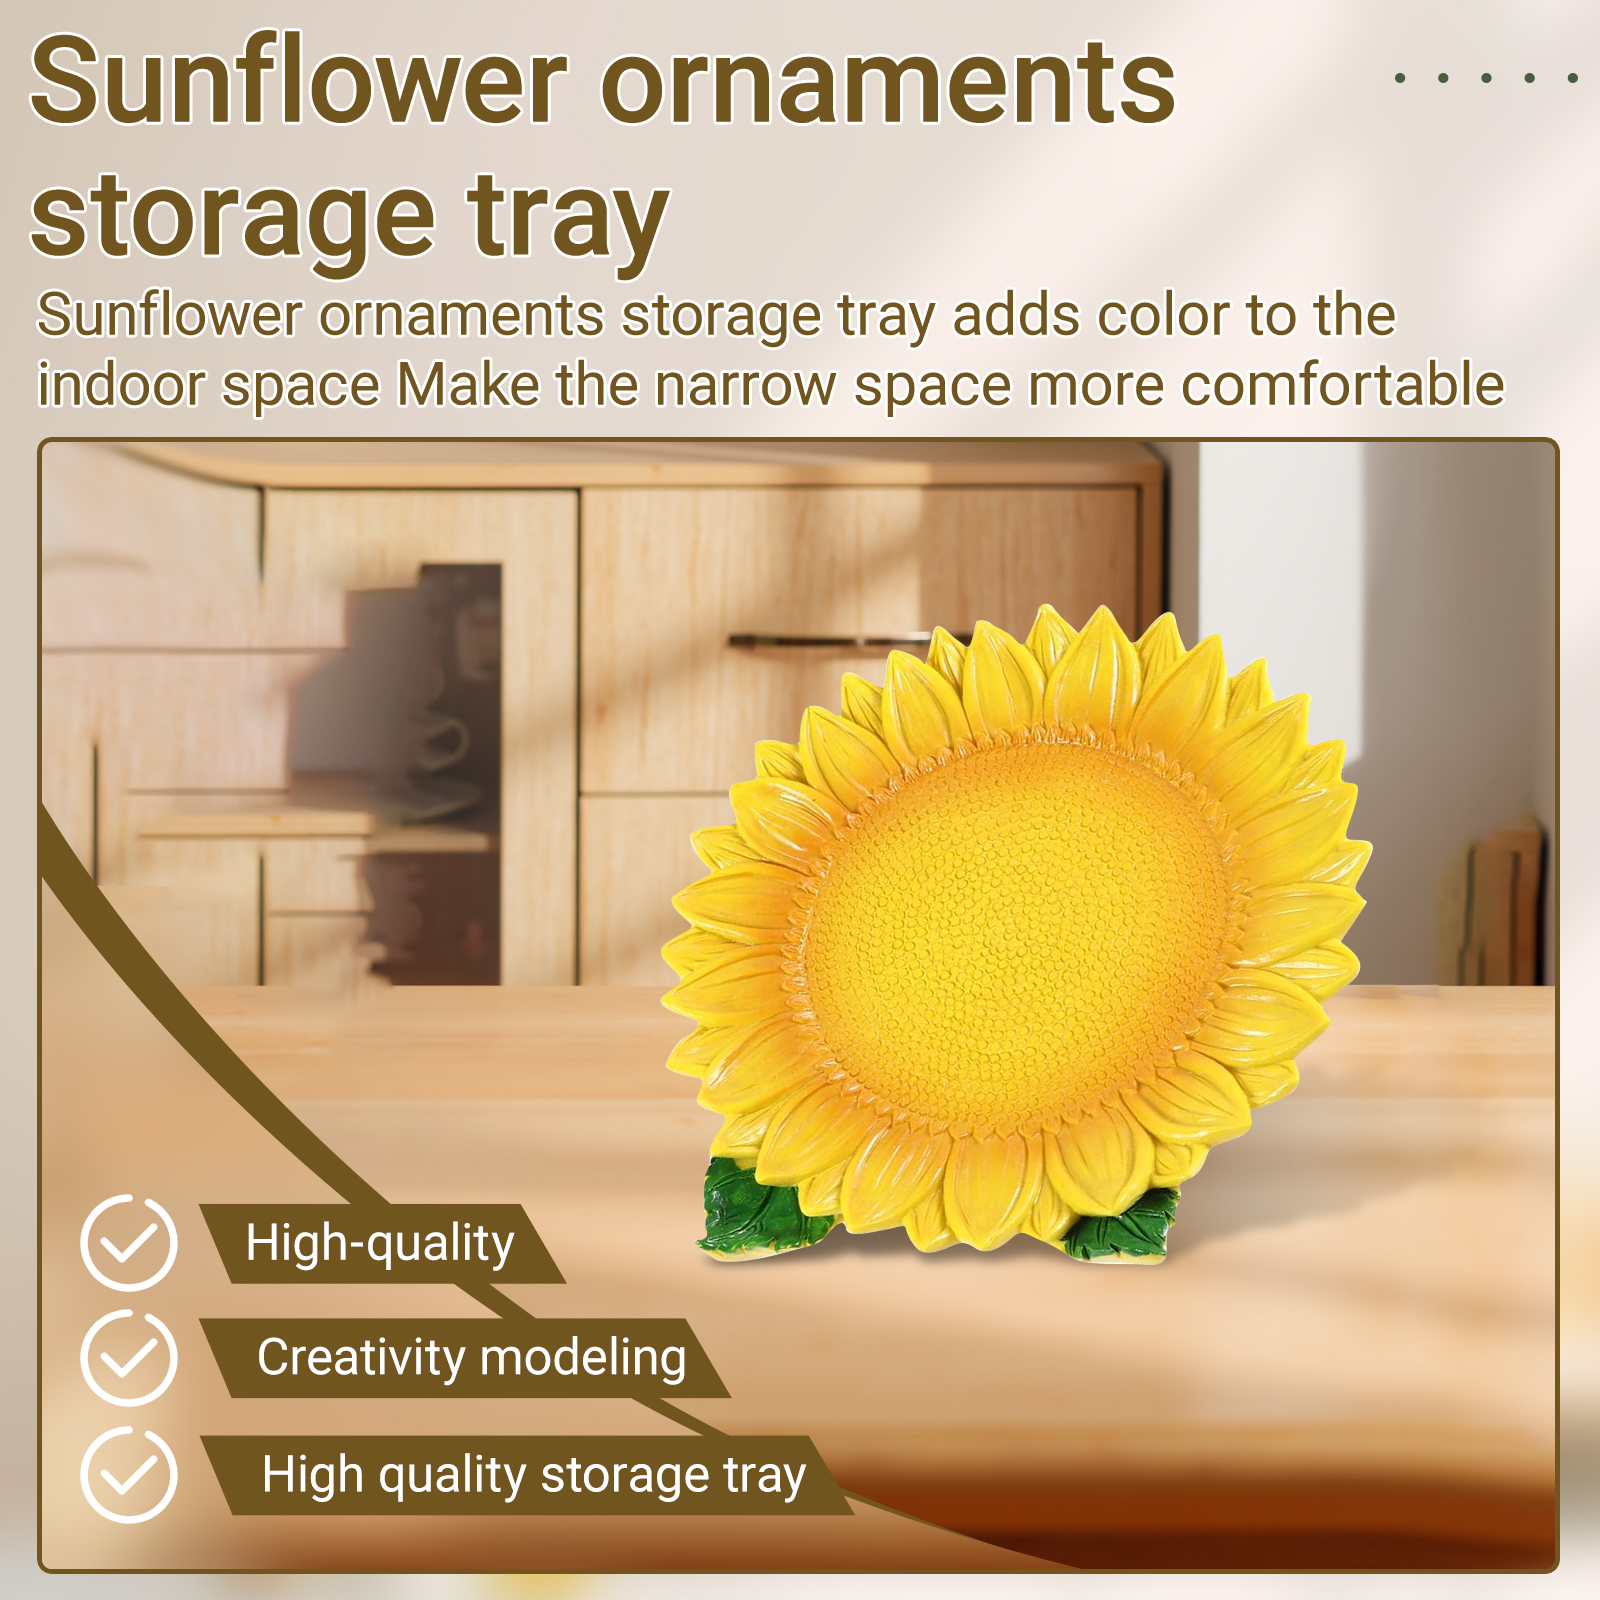 Sunflower ornaments
storage tray
Sunflower ornaments storage tray adds color to the
indoor space Make the narrow space more comfortable
High-quality
Creativity modeling
High quality storage tray